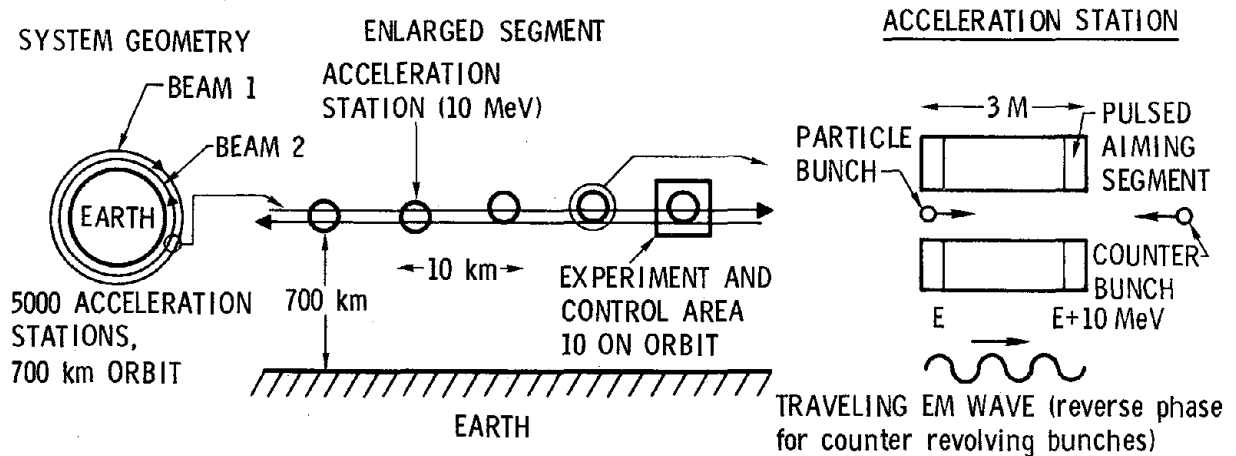 SYSTEM GEOMETRY
BEAM 1
BEAM 2
EARTH
5000 ACCELERATION
STATIONS,
700 km ORBIT
ENLARGED SEGMENT
ACCELERATION
STATION (10 MeV)
10 km
700 km
EXPERIMENT AND
CONTROL AREA
10 ON ORBIT
EARTH
ACCELERATION STATION
3 M
PARTICLE
BUNCH
PULSED
AIMING
SEGMENT
COUNTER-
BUNCH
E
E+10 MeV
TRAVELING EM WAVE (reverse phase
for counter revolving bunches)